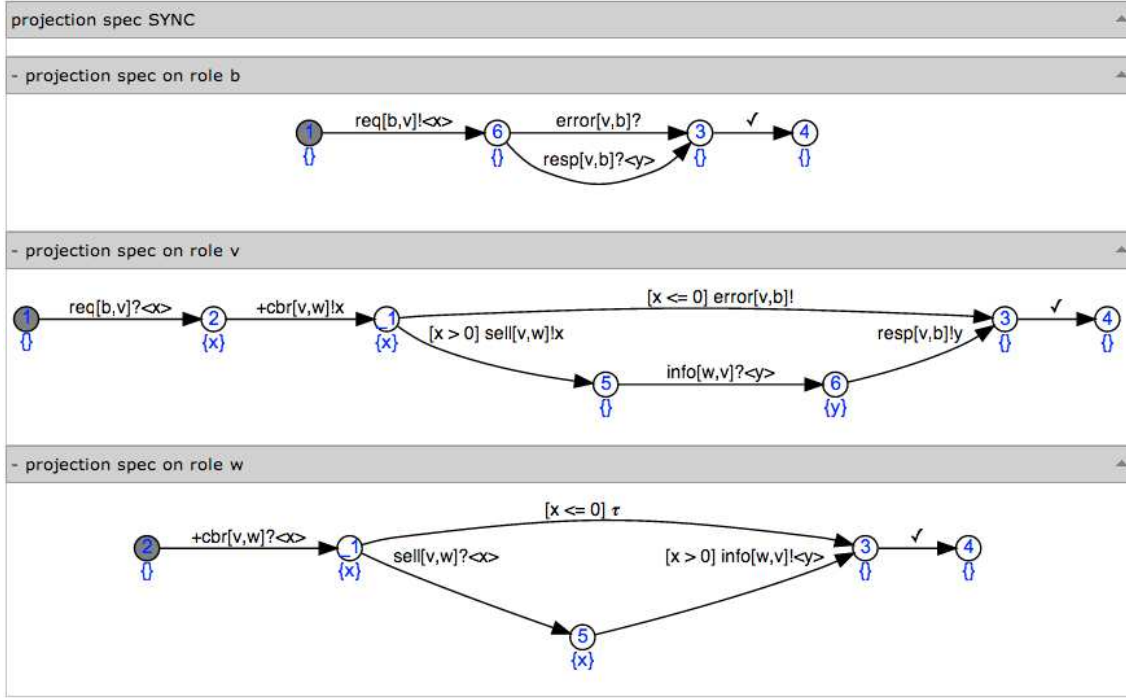 projection spec SYNC
- projection spec on role b
req[b,v]!<x>
error[v,b]?
✓
1
6
3
4
resp[v,b]?<y>
{}
{}
{}
{}
- projection spec on role v
[x <= 0] error[v,b]!
req[b,v]?<x>
+cbr[v,w]!x
✓
1
2
_1
3
4
[x > 0] sell[v,w]!x
resp[v,b]!y
{}
{x}
{x}
{}
{}
info[w,v]?<y>
5
6
{}
{y}
- projection spec on role w
[x <= 0] τ
+cbr[v,w]?<x>
✓
2
_1
3
4
sell[v,w]?<x>
[x > 0] info[w,v]!<y>
{}
{x}
{}
{}
5
{x}